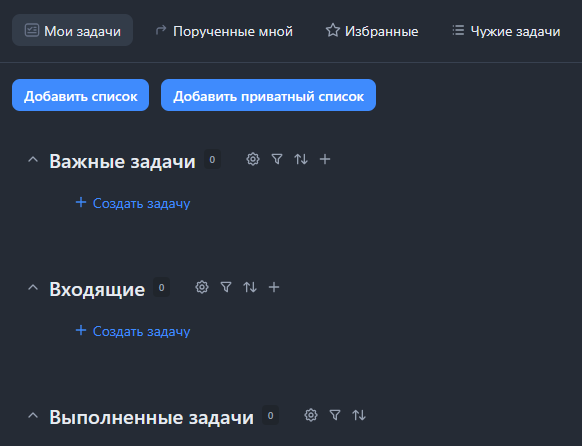 Мои задачи Порученные мной Избранные Чужие задачи
Добавить список Добавить приватный список
Важные задачи 0
Создать задачу
Входящие 0
Создать задачу
Выполненные задачи 0